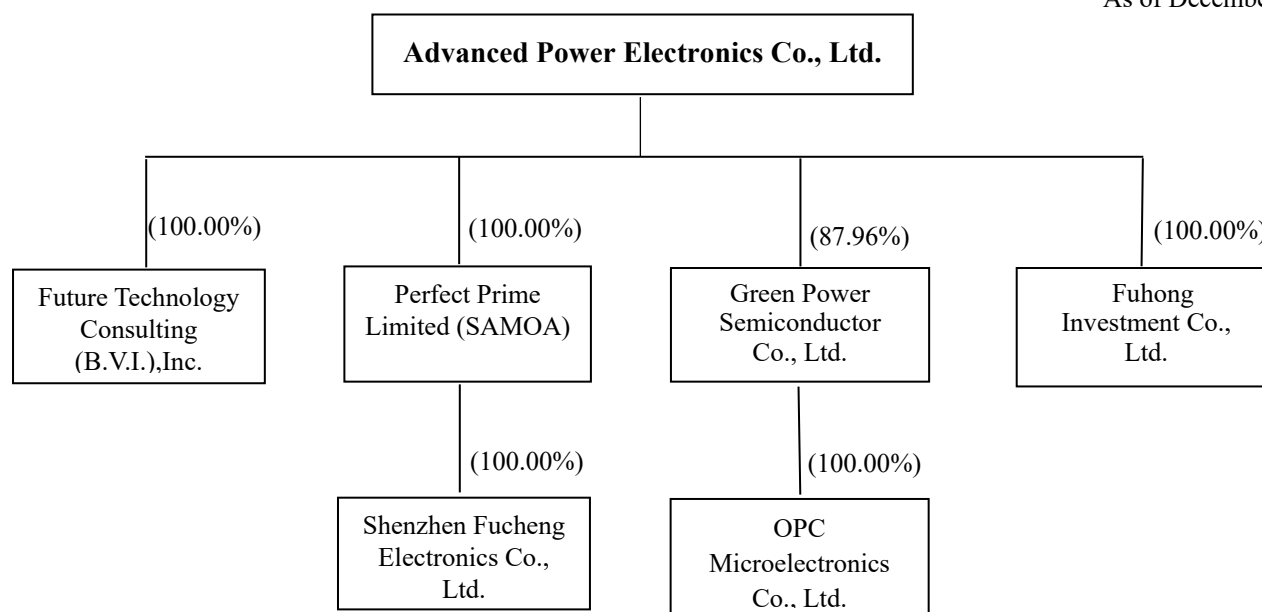 As of December
Advanced Power Electronics Co., Ltd.
(100.00%)
(100.00%)
(87.96%)
(100.00%)
Future Technology
Consulting
(B.V.I.),Inc.
Perfect Prime
Limited (SAMOA)
Green Power
Semiconductor
Co., Ltd.
Fuhong
Investment Co.,
Ltd.
(100.00%)
(100.00%)
Shenzhen Fucheng
Electronics Co.,
Ltd.
OPC
Microelectronics
Co., Ltd.